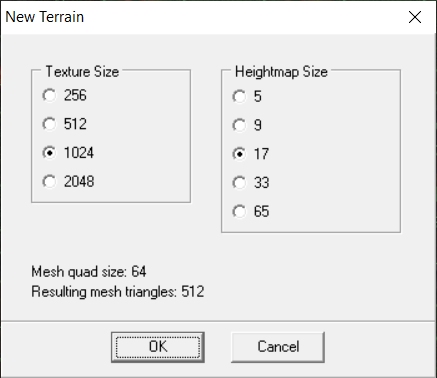 New Terrain
Texture Size
256
512
1024
2048
Heightmap Size
5
9
17
33
65
Mesh quad size: 64
Resulting mesh triangles: 512
OK
Cancel